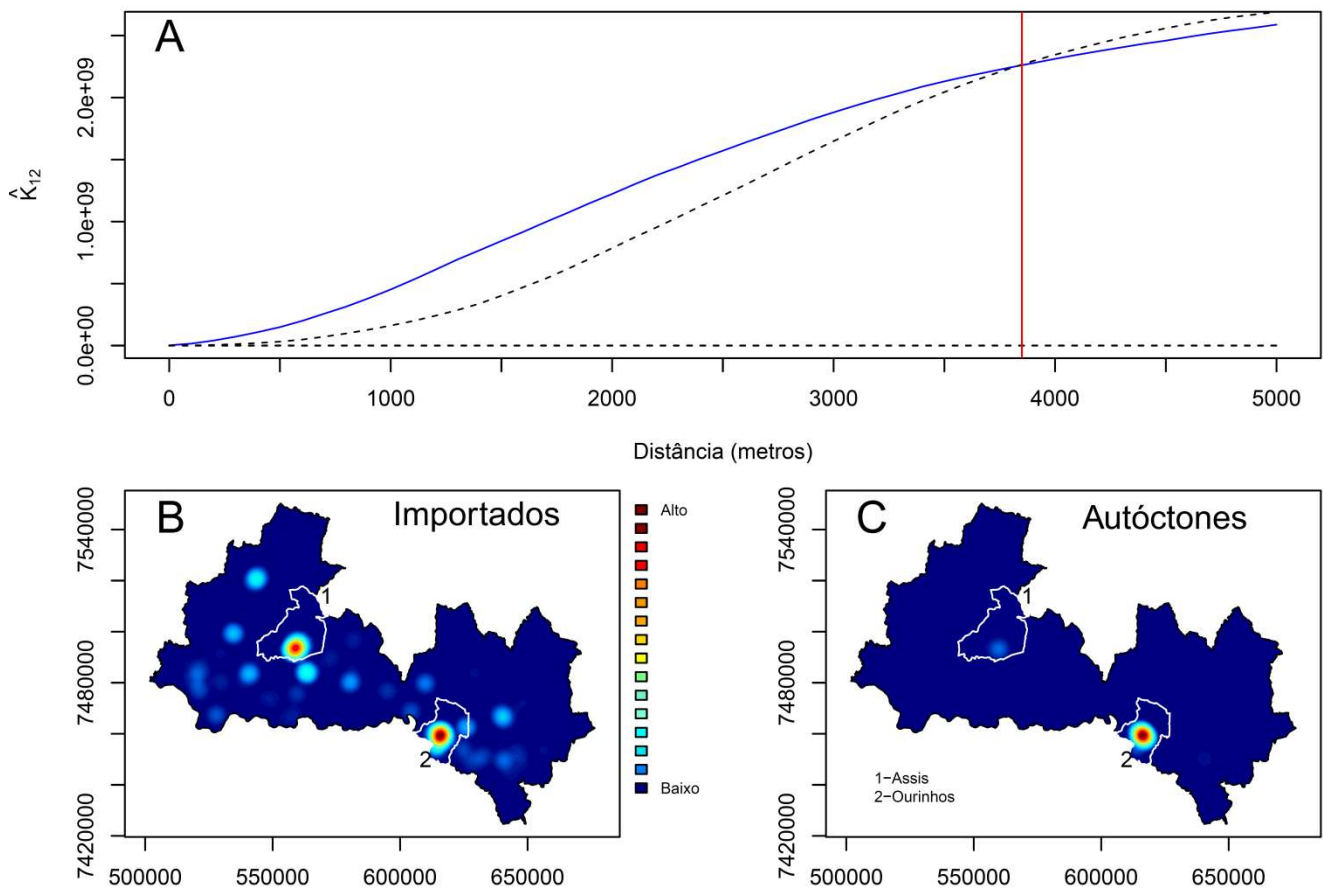 A
K̂12
0.0e+00 1.0e+09 2.0e+09
0 1000 2000 3000 4000 5000
Distância (metros)
B Importados
Alto
Baixo
1
2
7420000 7480000 7540000
500000 550000 600000 650000
C Autóctones
1
2
1−Assis
2−Ourinhos
7420000 7480000 7540000
500000 550000 600000 650000